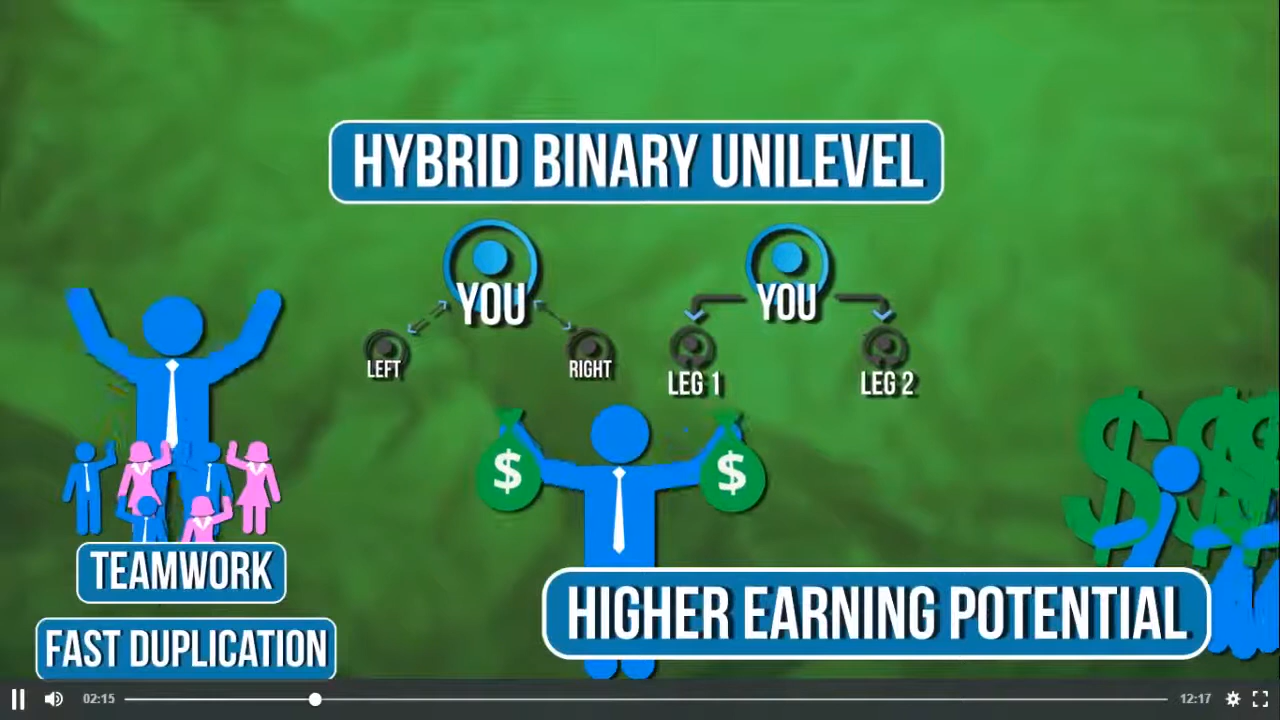 HYBRID BINARY UNILEVEL
YOU
YOU
LEFT
RIGHT
LEG 1
LEG 2
$
$
TEAMWORK
HIGHER EARNING POTENTIAL
FAST DUPLICATION
02:15
12:17